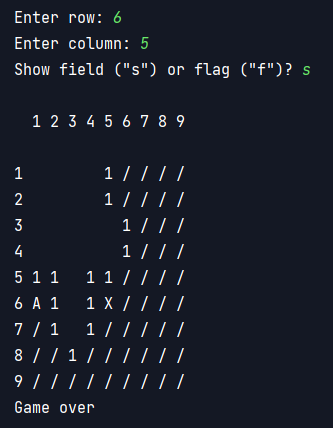 Enter row: 6
Enter column: 5
Show field ("s") or flag ("f")? s
  1 2 3 4 5 6 7 8 9
1         1 / / / /
2         1 / / / /
3           1 / / /
4           1 / / /
5 1 1   1 1 / / / /
6 A 1   1 X / / / /
7 / 1   1 / / / / /
8 / / 1 / / / / / /
9 / / / / / / / / /
Game over